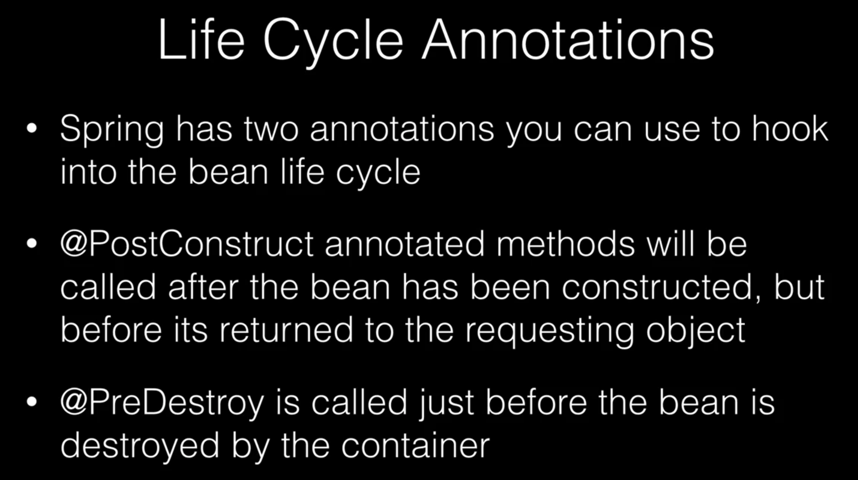 Life Cycle Annotations
• Spring has two annotations you can use to hook
into the bean life cycle
• @PostConstruct annotated methods will be
called after the bean has been constructed, but
before its returned to the requesting object
• @PreDestroy is called just before the bean is
destroyed by the container